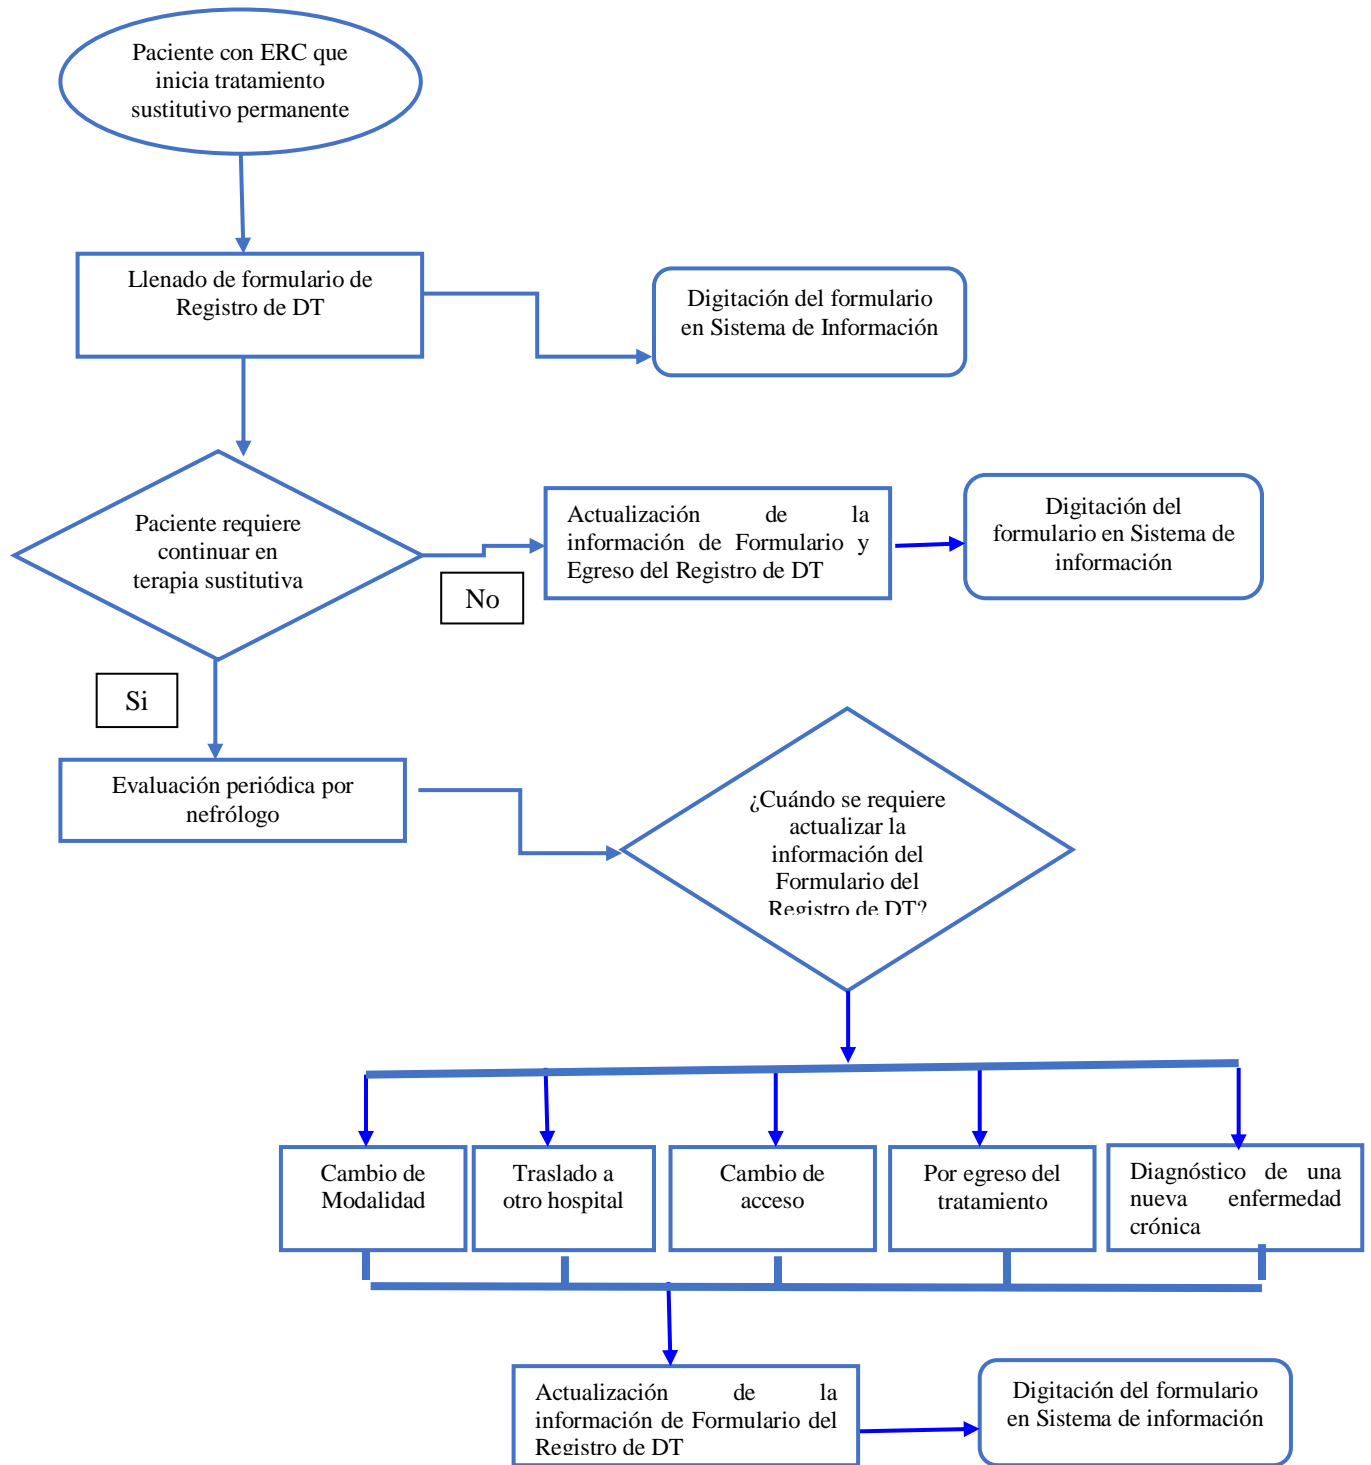 Paciente con ERC que
inicia tratamiento
sustitutivo permanente
Llenado de formulario de
Registro de DT
Digitación del formulario
en Sistema de Información
Paciente requiere
continuar en
terapia sustitutiva
No
Actualización de la
información de Formulario y
Egreso del Registro de DT
Digitación del
formulario en Sistema de
información
Si
Evaluación periódica por
nefrólogo
¿Cuándo se requiere
actualizar la
información del
Formulario del
Registro de DT?
Cambio de
Modalidad
Traslado a
otro hospital
Cambio de
acceso
Por egreso del
tratamiento
Diagnóstico de una
nueva enfermedad
crónica
Actualización de la
información de Formulario del
Registro de DT
Digitación del formulario
en Sistema de información